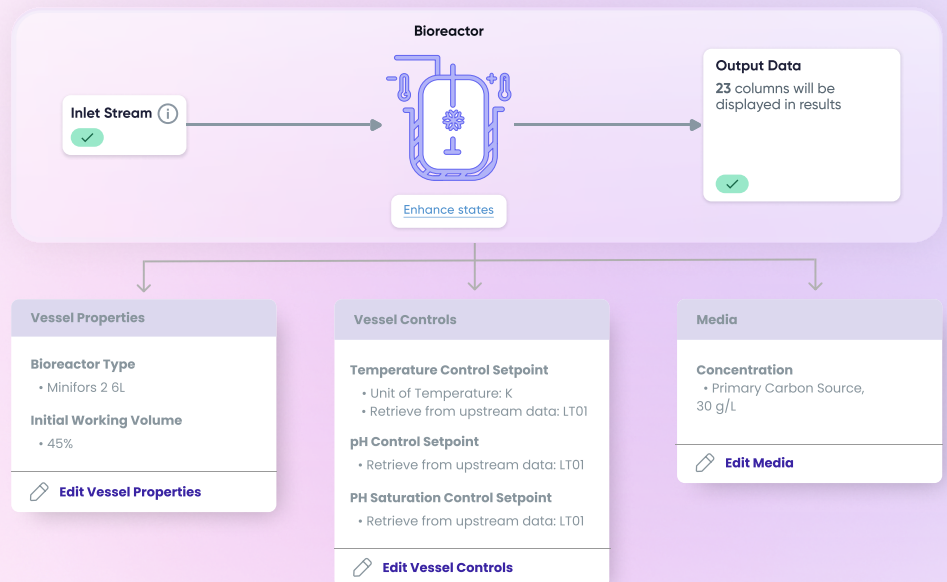 Bioreactor
Inlet Stream
Output Data
23 columns will be
displayed in results
Enhance states
Vessel Properties
Bioreactor Type
• Minifors 2 6L
Initial Working Volume
• 45%
Edit Vessel Properties
Vessel Controls
Temperature Control Setpoint
• Unit of Temperature: K
• Retrieve from upstream data: LT01
pH Control Setpoint
• Retrieve from upstream data: LT01
PH Saturation Control Setpoint
• Retrieve from upstream data: LT01
Edit Vessel Controls
Media
Concentration
• Primary Carbon Source,
30 g/L
Edit Media